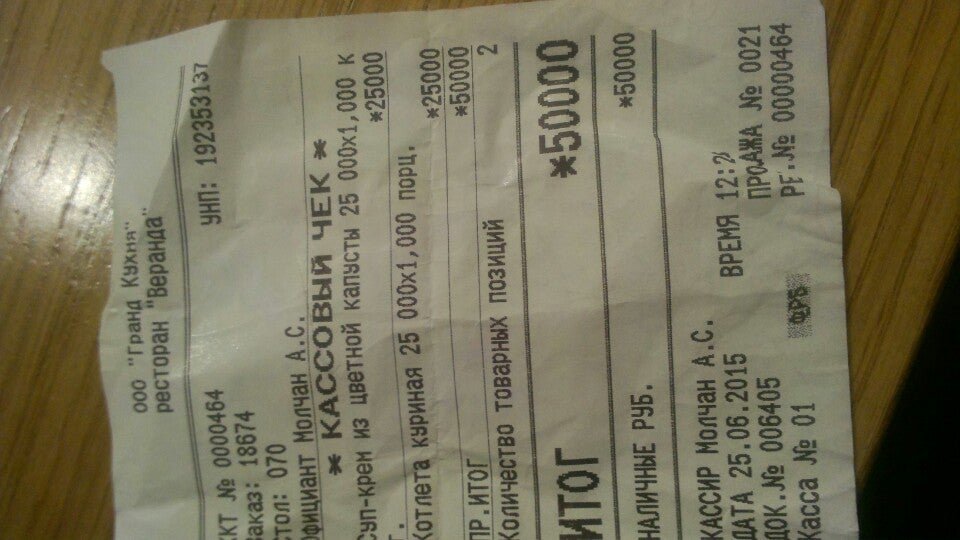 ООО "Гранд Кухня"
ресторан "Веранда"
УНП: 192353137
СКТ № 0000464
Заказ: 18674
Стол: 070
Официант Молчан А.С.
* КАССОВЫЙ ЧЕК *
Суп-крем из цветной капусты 25 000x1,000 К
*25000
Г.
Котлета куриная 25 000x1,000 порц.
*25000
ПР.ИТОГ *50000
Количество товарных позиций 2
ИТОГ *50000
НАЛИЧНЫЕ РУБ. *50000
КАССИР Молчан А.С.
ДАТА 25.06.2015 ВРЕМЯ 12:2
ДОК.№ 006405 ПРОДАЖА № 0021
Касса № 01 РЕГ.№ 00000464